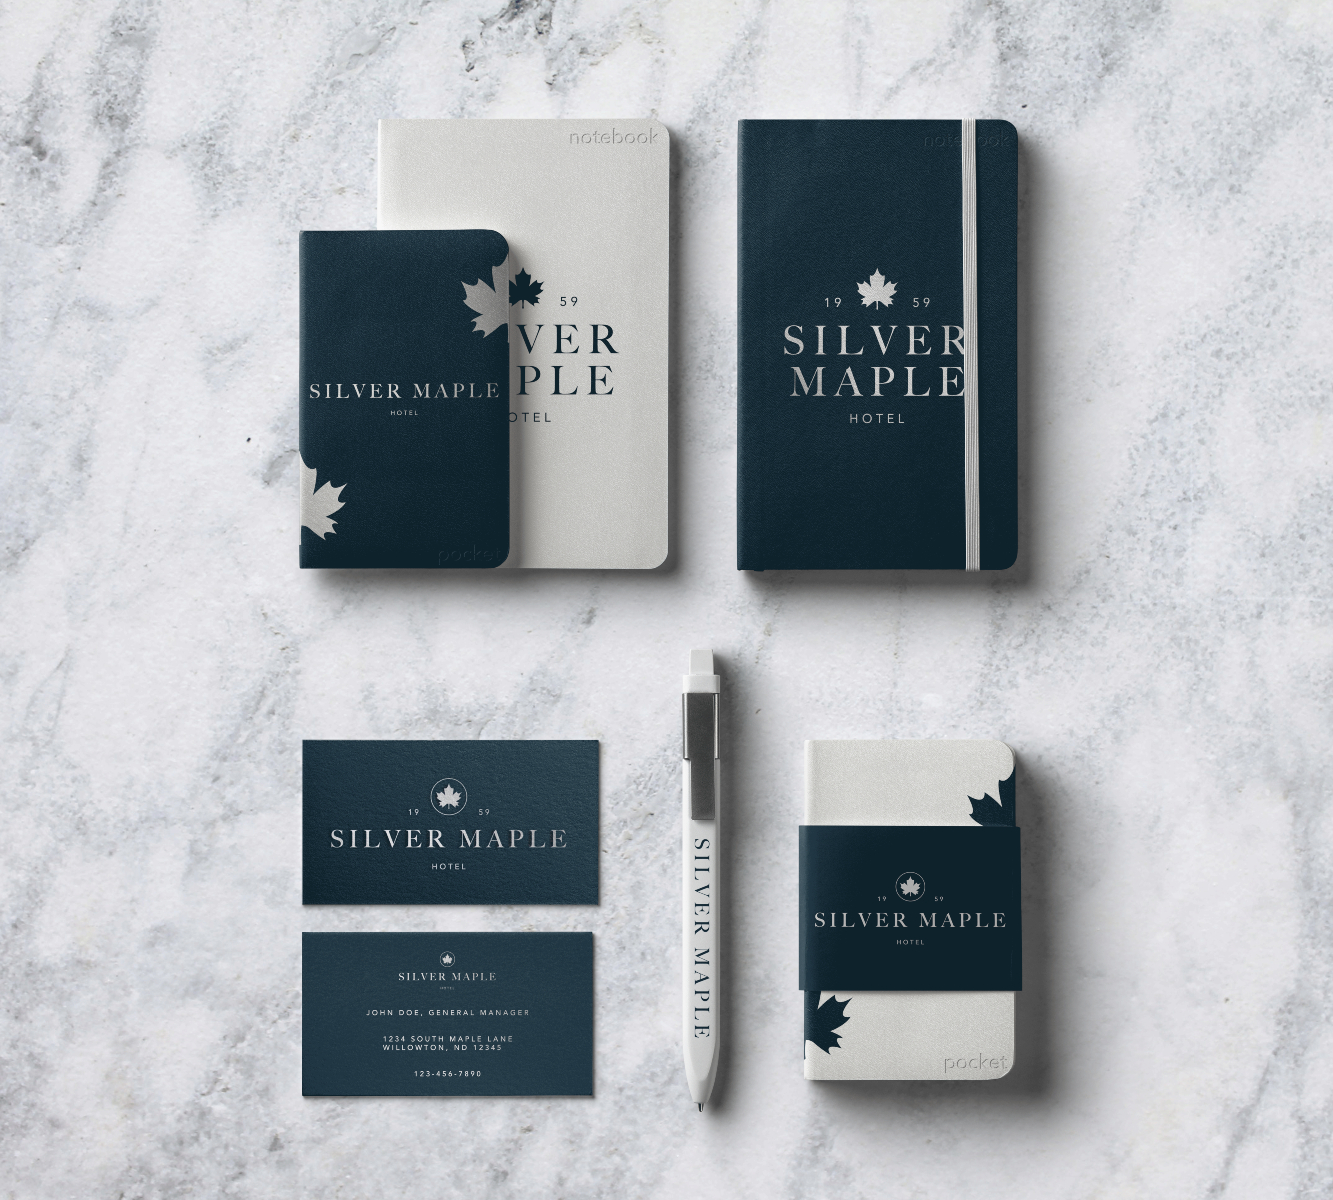 notebook
59
VER
PLE
OTEL
SILVER MAPLE
HOTEL
pocket
notebook
19 59
SILVER
MAPLE
HOTEL
19 59
SILVER MAPLE
HOTEL
SILVER MAPLE
HOTEL
JOHN DOE, GENERAL MANAGER
1234 SOUTH MAPLE LANE
WILLOWTON, ND 12345
123-456-7890
SILVER MAPLE
19 59
SILVER MAPLE
HOTEL
pocket